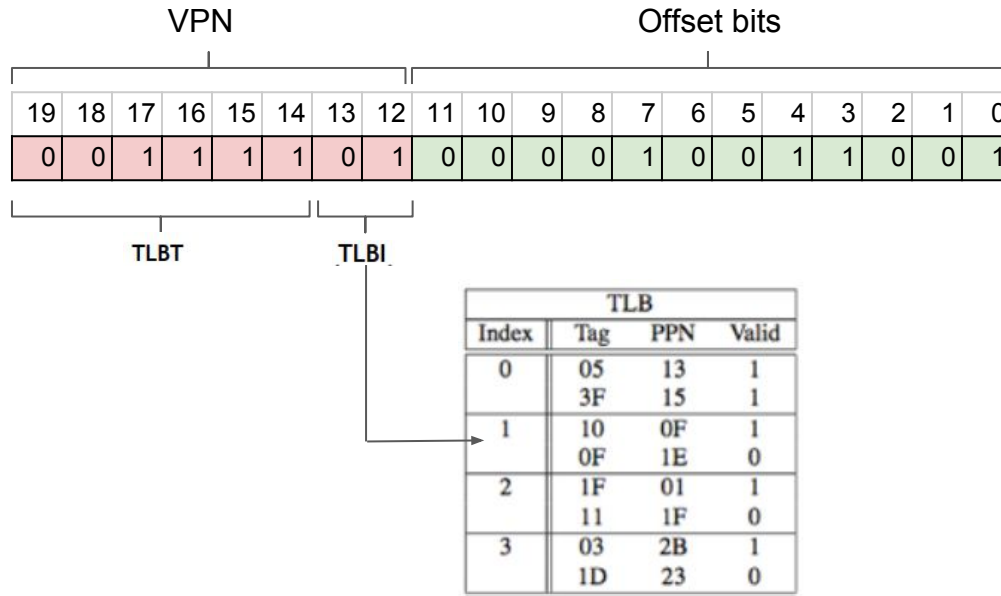 VPN Offset bits
19 18 17 16 15 14 13 12 11 10 9 8 7 6 5 4 3 2 1 0
0 0 1 1 1 1 0 1 0 0 0 0 1 0 0 1 1 0 0 1
TLBT TLBI
TLB
Index Tag PPN Valid
0 05 13 1
3F 15 1
1 10 0F 1
0F 1E 0
2 1F 01 1
11 1F 0
3 03 2B 1
1D 23 0